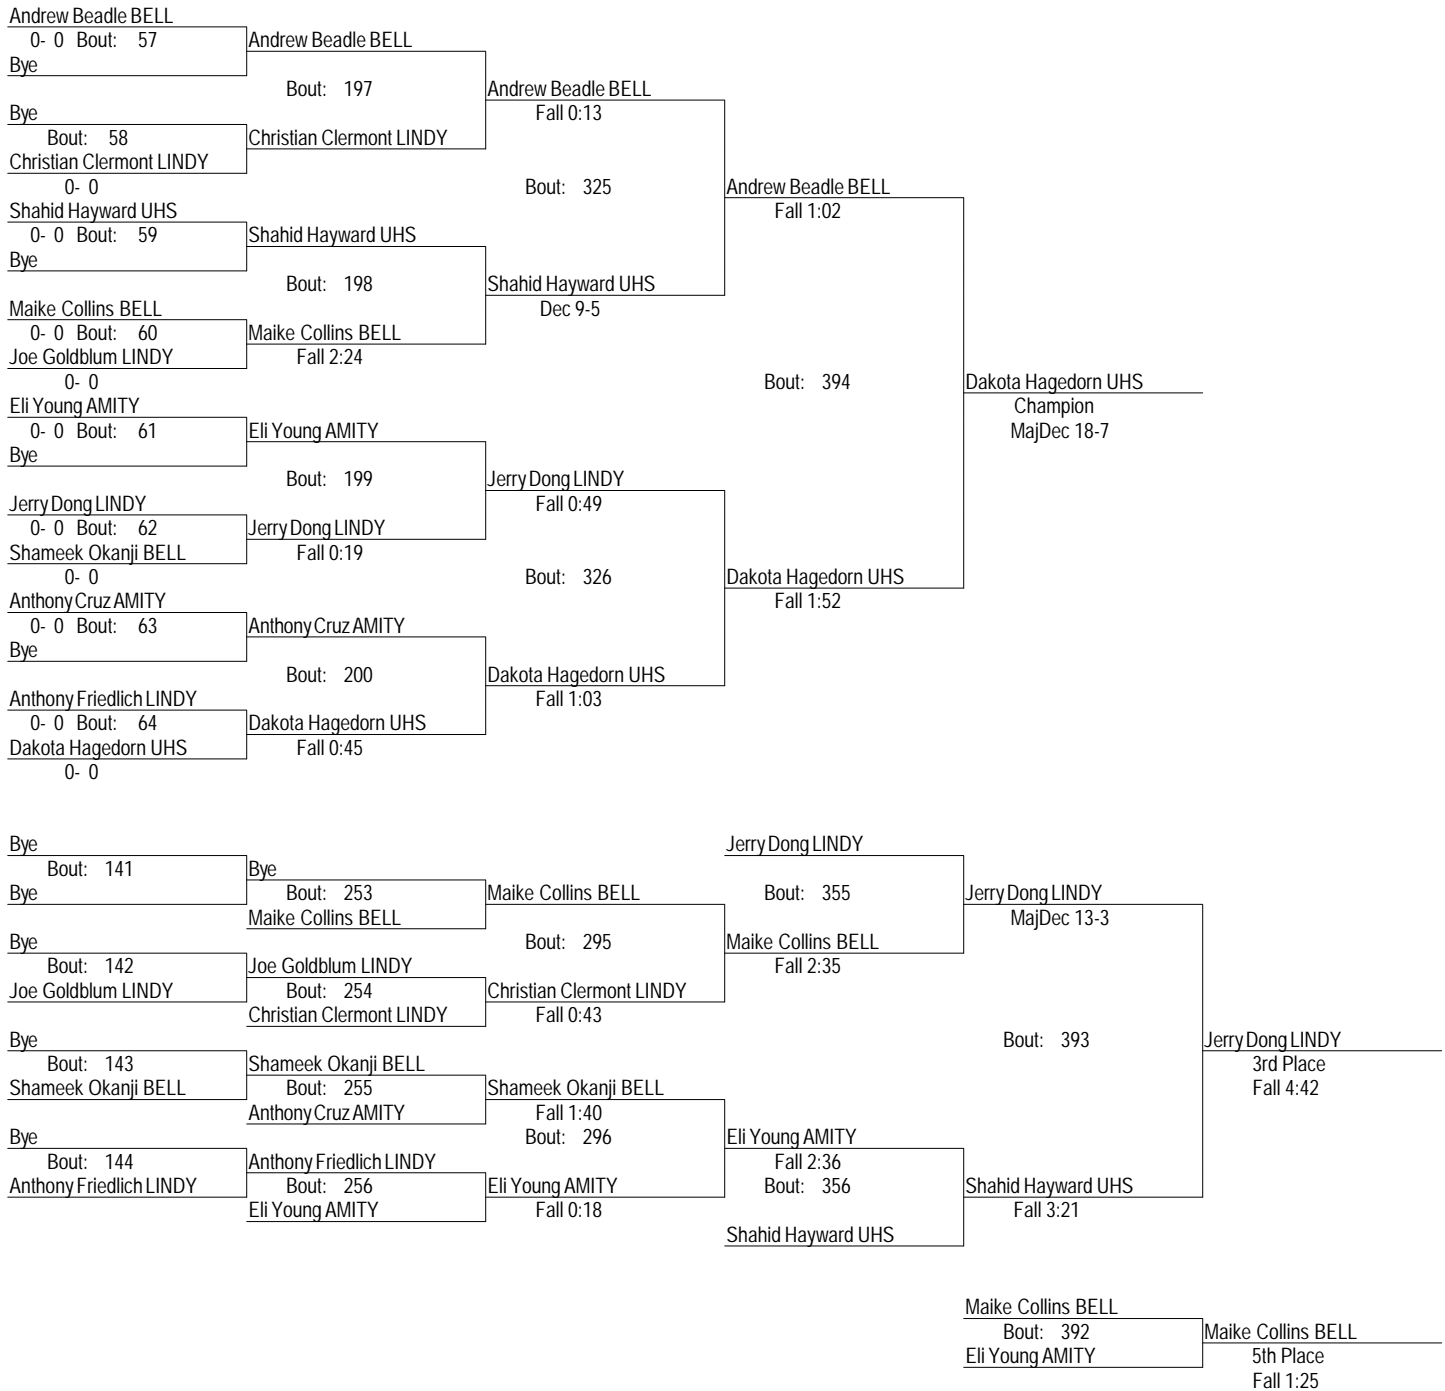 Andrew Beadle BELL
0- 0 Bout: 57 Andrew Beadle BELL
Bye
Bout: 197 Andrew Beadle BELL
Bye Fall 0:13
Bout: 58 Christian Clermont LINDY
Christian Clermont LINDY
0- 0 Bout: 325 Andrew Beadle BELL
Shahid Hayward UHS Fall 1:02
0- 0 Bout: 59 Shahid Hayward UHS
Bye
Bout: 198 Shahid Hayward UHS
Maike Collins BELL Dec 9-5
0- 0 Bout: 60 Maike Collins BELL
Joe Goldblum LINDY Fall 2:24
0- 0 Bout: 394 Dakota Hagedorn UHS
Eli Young AMITY Champion
0- 0 Bout: 61 Eli Young AMITY MajDec 18-7
Bye
Bout: 199 Jerry Dong LINDY
Jerry Dong LINDY Fall 0:49
0- 0 Bout: 62 Jerry Dong LINDY
Shameek Okanji BELL Fall 0:19
0- 0 Bout: 326 Dakota Hagedorn UHS
Anthony Cruz AMITY Fall 1:52
0- 0 Bout: 63 Anthony Cruz AMITY
Bye
Bout: 200 Dakota Hagedorn UHS
Anthony Friedlich LINDY Fall 1:03
0- 0 Bout: 64 Dakota Hagedorn UHS
Dakota Hagedorn UHS Fall 0:45
0- 0
Bye Jerry Dong LINDY
Bout: 141 Bye
Bye Bout: 253 Maike Collins BELL Bout: 355 Jerry Dong LINDY
Maike Collins BELL MajDec 13-3
Bye Bout: 295 Maike Collins BELL
Bout: 142 Joe Goldblum LINDY Fall 2:35
Joe Goldblum LINDY Bout: 254 Christian Clermont LINDY
Christian Clermont LINDY Fall 0:43
Bye Bout: 393 Jerry Dong LINDY
Bout: 143 Shameek Okanji BELL 3rd Place
Shameek Okanji BELL Bout: 255 Shameek Okanji BELL Fall 4:42
Anthony Cruz AMITY Fall 1:40
Bye Bout: 296 Eli Young AMITY
Bout: 144 Anthony Friedlich LINDY Fall 2:36
Anthony Friedlich LINDY Bout: 256 Eli Young AMITY Bout: 356 Shahid Hayward UHS
Eli Young AMITY Fall 0:18 Fall 3:21
Shahid Hayward UHS
Maike Collins BELL
Bout: 392 Maike Collins BELL
Eli Young AMITY 5th Place
Fall 1:25